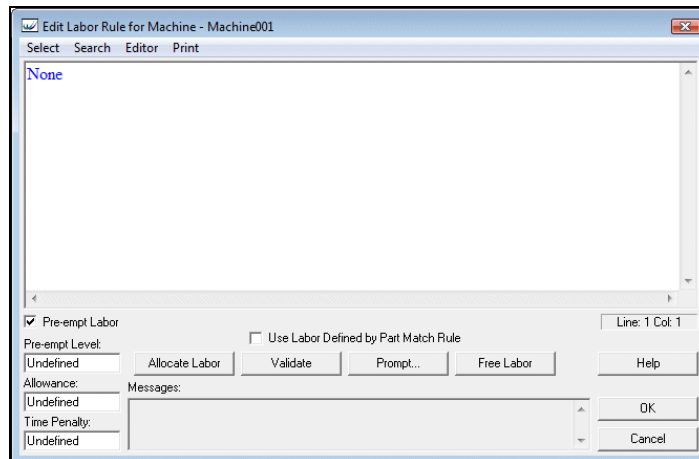 Edit Labor Rule for Machine - Machine001
Select Search Editor Print
None
Pre-empt Labor
Line: 1 Col: 1
Use Labor Defined by Part Match Rule
Pre-empt Level:
Undefined
Allocate Labor Validate Prompt... Free Labor Help
Allowance:
Undefined
Messages:
OK
Time Penalty:
Undefined
Cancel